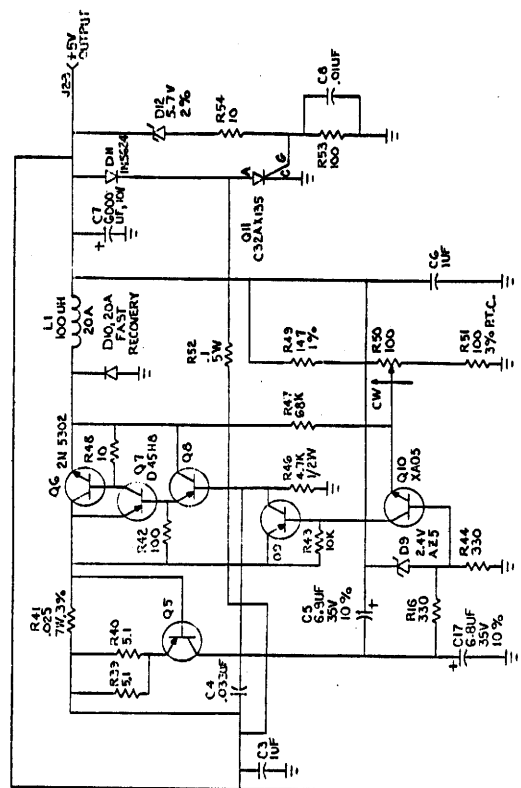 J23
+5V
OUTPUT
D12
5.7V
2%
R54
10
C8
.01UF
R53
100
D11
1N5624
A
G
C
Q11
C32AX135
C7
6000
UF, 10V
+
L1
100UH
20A
D10, 20A
FAST
RECOVERY
R52
.1
5W
C6
1UF
R49
147
1%
R50
100
R51
100
3% P.T.C.
CW
R47
68K
Q6
2N 5302
R48
10
Q7
D45H8
Q8
R46
4.7K
1/2W
R42
100
Q9
R43
10K
Q10
XA05
D9
2.4V
AZ5
R44
330
R41
.025
7W, 3%
R40
5.1
R39
5.1
Q5
C5
6.8UF
35V
10%
+
R16
330
C4
.033UF
C17
6.8UF
35V
10%
+
C3
1UF